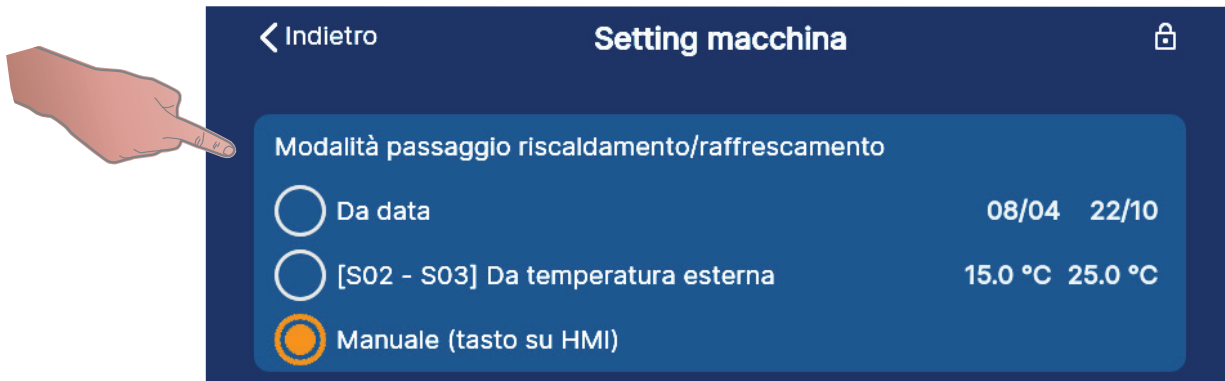 Indietro
Setting macchina
Modalità passaggio riscaldamento/raffrescamento
Da data 08/04 22/10
[S02 - S03] Da temperatura esterna 15.0 °C 25.0 °C
Manuale (tasto su HMI)